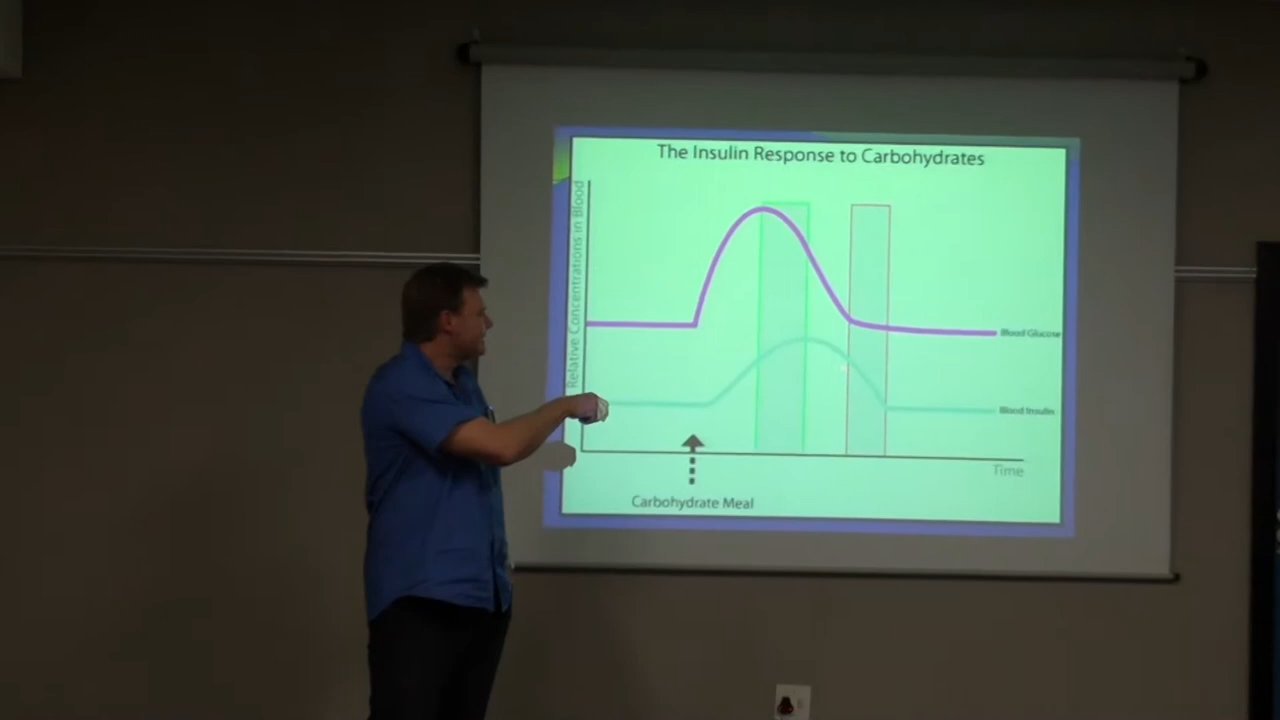 The Insulin Response to Carbohydrates
Relative Concentrations in Blood
Blood Glucose
Blood Insulin
Time
Carbohydrate Meal